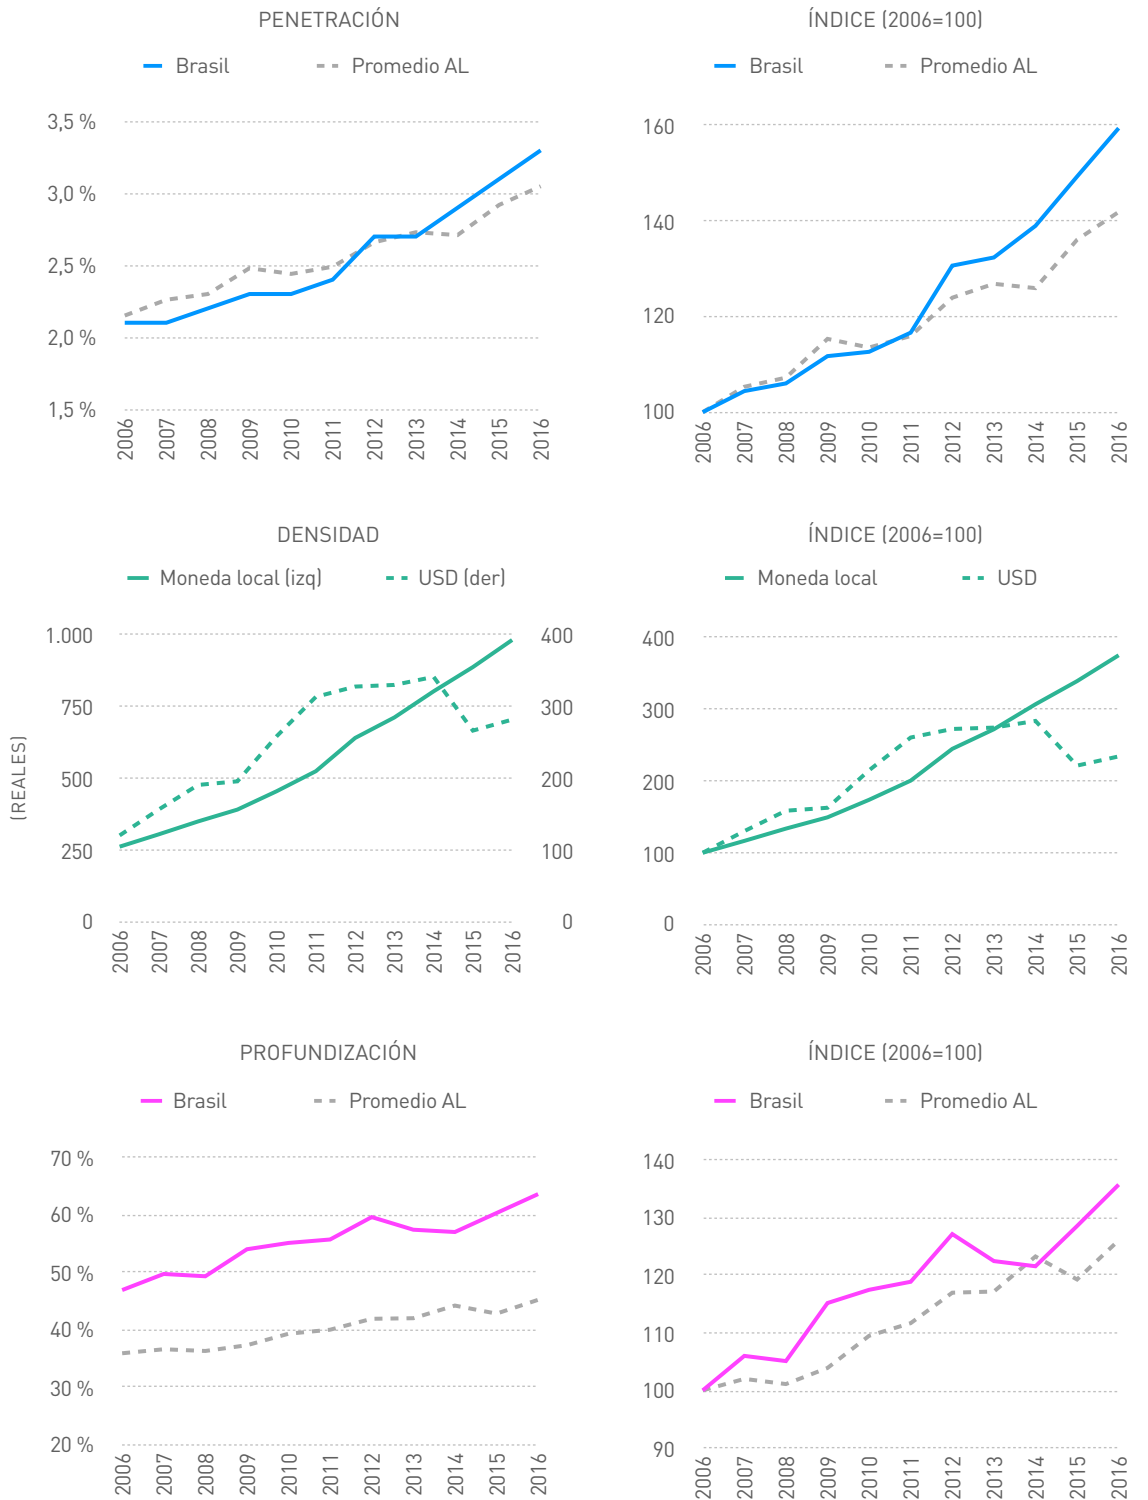 PENETRACIÓN
Brasil Promedio AL
3,5 %
3,0 %
2,5 %
2,0 %
1,5 %
2006 2007 2008 2009 2010 2011 2012 2013 2014 2015 2016
ÍNDICE (2006=100)
Brasil Promedio AL
160
140
120
100
2006 2007 2008 2009 2010 2011 2012 2013 2014 2015 2016
DENSIDAD
Moneda local (izq) USD (der)
(REALES)
1.000 400
750 300
500 200
250 100
0 0
2006 2007 2008 2009 2010 2011 2012 2013 2014 2015 2016
ÍNDICE (2006=100)
Moneda local USD
400
300
200
100
0
2006 2007 2008 2009 2010 2011 2012 2013 2014 2015 2016
PROFUNDIZACIÓN
Brasil Promedio AL
70 %
60 %
50 %
40 %
30 %
20 %
2006 2007 2008 2009 2010 2011 2012 2013 2014 2015 2016
ÍNDICE (2006=100)
Brasil Promedio AL
140
130
120
110
100
90
2006 2007 2008 2009 2010 2011 2012 2013 2014 2015 2016